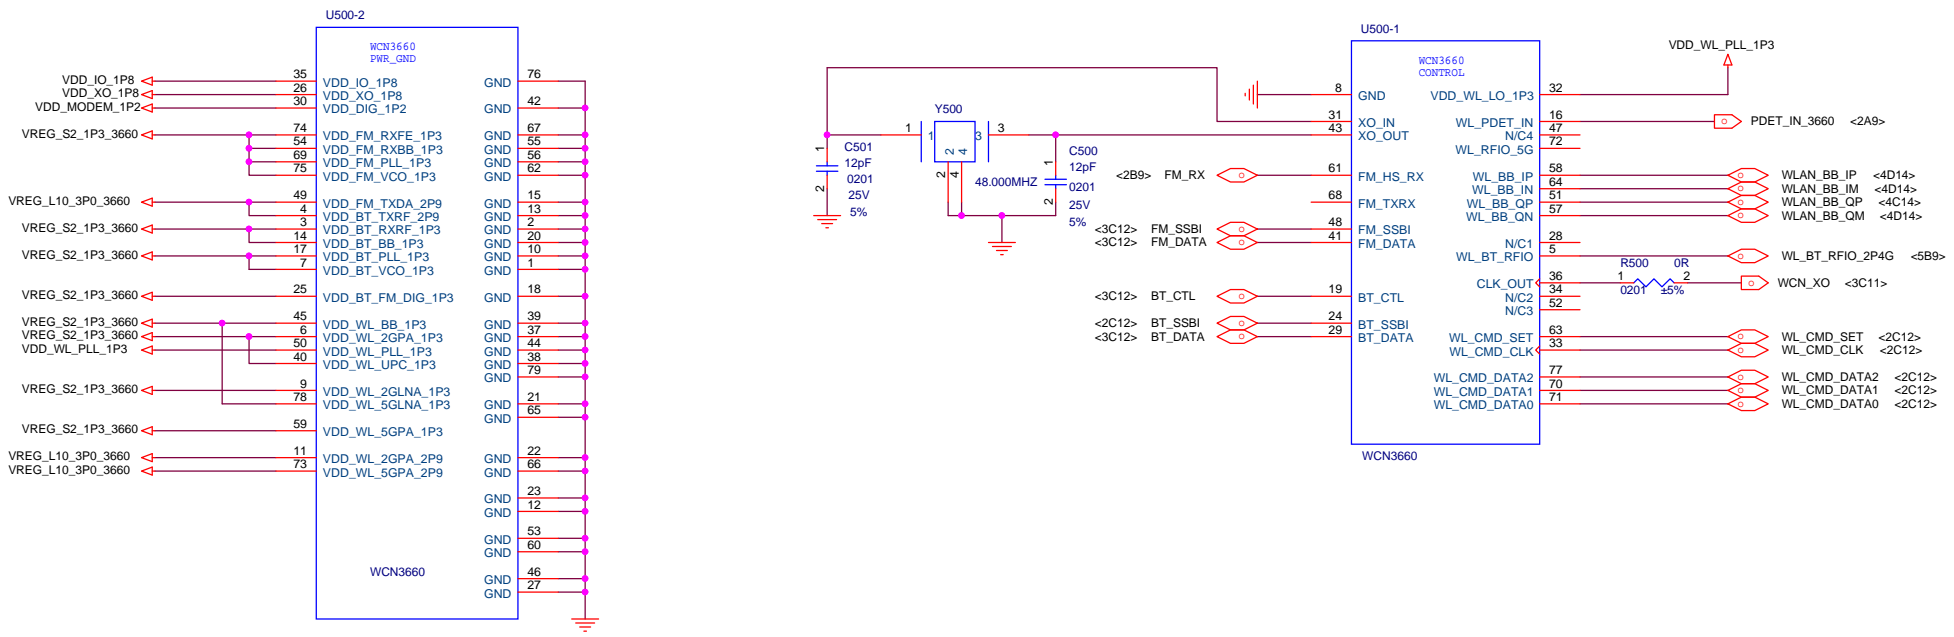 U500-2
WCN3660
PWR_GND
VDD_IO_1P8 35 VDD_IO_1P8 GND 76
VDD_XO_1P8 26 VDD_XO_1P8
VDD_MODEM_1P2 30 VDD_DIG_1P2 GND 42
VREG_S2_1P3_3660 74 VDD_FM_RXFE_1P3 GND 67
54 VDD_FM_RXBB_1P3 GND 55
69 VDD_FM_PLL_1P3 GND 56
75 VDD_FM_VCO_1P3 GND 62
VREG_L10_3P0_3660 49 VDD_FM_TXDA_2P9 GND 15
4 VDD_BT_TXRF_2P9 GND 13
VREG_S2_1P3_3660 3 VDD_BT_RXRF_1P3 GND 2
14 VDD_BT_BB_1P3 GND 20
VREG_S2_1P3_3660 17 VDD_BT_PLL_1P3 GND 10
7 VDD_BT_VCO_1P3 GND 1
VREG_S2_1P3_3660 25 VDD_BT_FM_DIG_1P3 GND 18
VREG_S2_1P3_3660 45 VDD_WL_BB_1P3 GND 39
VREG_S2_1P3_3660 6 VDD_WL_2GPA_1P3 GND 37
VDD_WL_PLL_1P3 50 VDD_WL_PLL_1P3 GND 44
40 VDD_WL_UPC_1P3 GND 38
GND 79
VREG_S2_1P3_3660 9 VDD_WL_2GLNA_1P3
78 VDD_WL_5GLNA_1P3 GND 21
GND 65
VREG_S2_1P3_3660 59 VDD_WL_5GPA_1P3
VREG_L10_3P0_3660 11 VDD_WL_2GPA_2P9 GND 22
VREG_L10_3P0_3660 73 VDD_WL_5GPA_2P9 GND 66
GND 23
GND 12
GND 53
GND 60
WCN3660
GND 46
GND 27
Y500
1 1 3 3
2 4
2 4
48.000MHZ
C501
1
12pF
0201
2
25V
5%
C500
1
12pF
0201
2
25V
5%
U500-1
WCN3660
CONTROL
VDD_WL_PLL_1P3
8 GND VDD_WL_LO_1P3 32
31 XO_IN WL_PDET_IN 16 PDET_IN_3660 <2A9>
43 XO_OUT N/C4 47
WL_RFIO_5G 72
<2B9> FM_RX 61 FM_HS_RX WL_BB_IP 58 WLAN_BB_IP <4D14>
WL_BB_IN 64 WLAN_BB_IM <4D14>
68 FM_TXRX WL_BB_QP 51 WLAN_BB_QP <4C14>
WL_BB_QN 57 WLAN_BB_QM <4D14>
<3C12> FM_SSBI 48 FM_SSBI
<3C12> FM_DATA 41 FM_DATA N/C1 28
WL_BT_RFIO 5 WL_BT_RFIO_2P4G <5B9>
R500 0R
CLK_OUT 36 1 2 WCN_XO <3C11>
0201 ±5%
<3C12> BT_CTL 19 BT_CTL N/C2 34
N/C3 52
<2C12> BT_SSBI 24 BT_SSBI
<3C12> BT_DATA 29 BT_DATA WL_CMD_SET 63 WL_CMD_SET <2C12>
WL_CMD_CLK 33 WL_CMD_CLK <2C12>
WL_CMD_DATA2 77 WL_CMD_DATA2 <2C12>
WL_CMD_DATA1 70 WL_CMD_DATA1 <2C12>
WL_CMD_DATA0 71 WL_CMD_DATA0 <2C12>
WCN3660